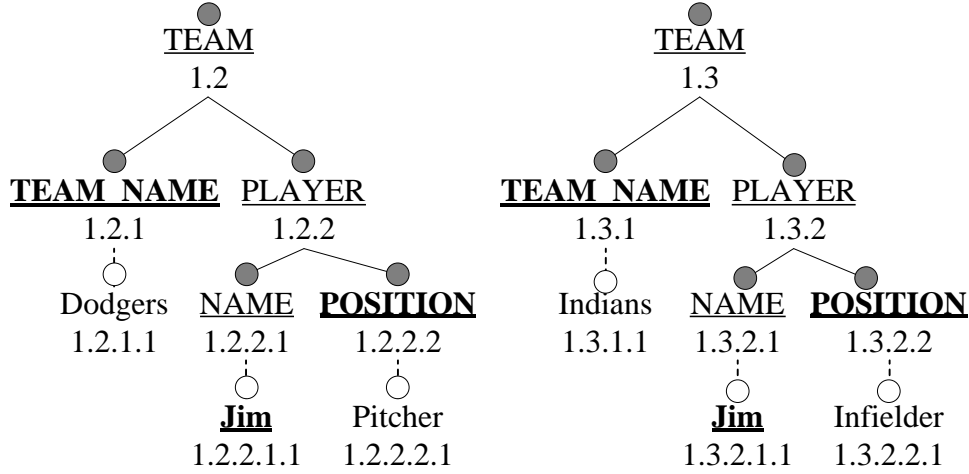 TEAM TEAM
1.2 1.3
TEAM_NAME PLAYER TEAM_NAME PLAYER
1.2.1 1.2.2 1.3.1 1.3.2
Dodgers NAME POSITION Indians NAME POSITION
1.2.1.1 1.2.2.1 1.2.2.2 1.3.1.1 1.3.2.1 1.3.2.2
Jim Pitcher Jim Infielder
1.2.2.1.1 1.2.2.2.1 1.3.2.1.1 1.3.2.2.1